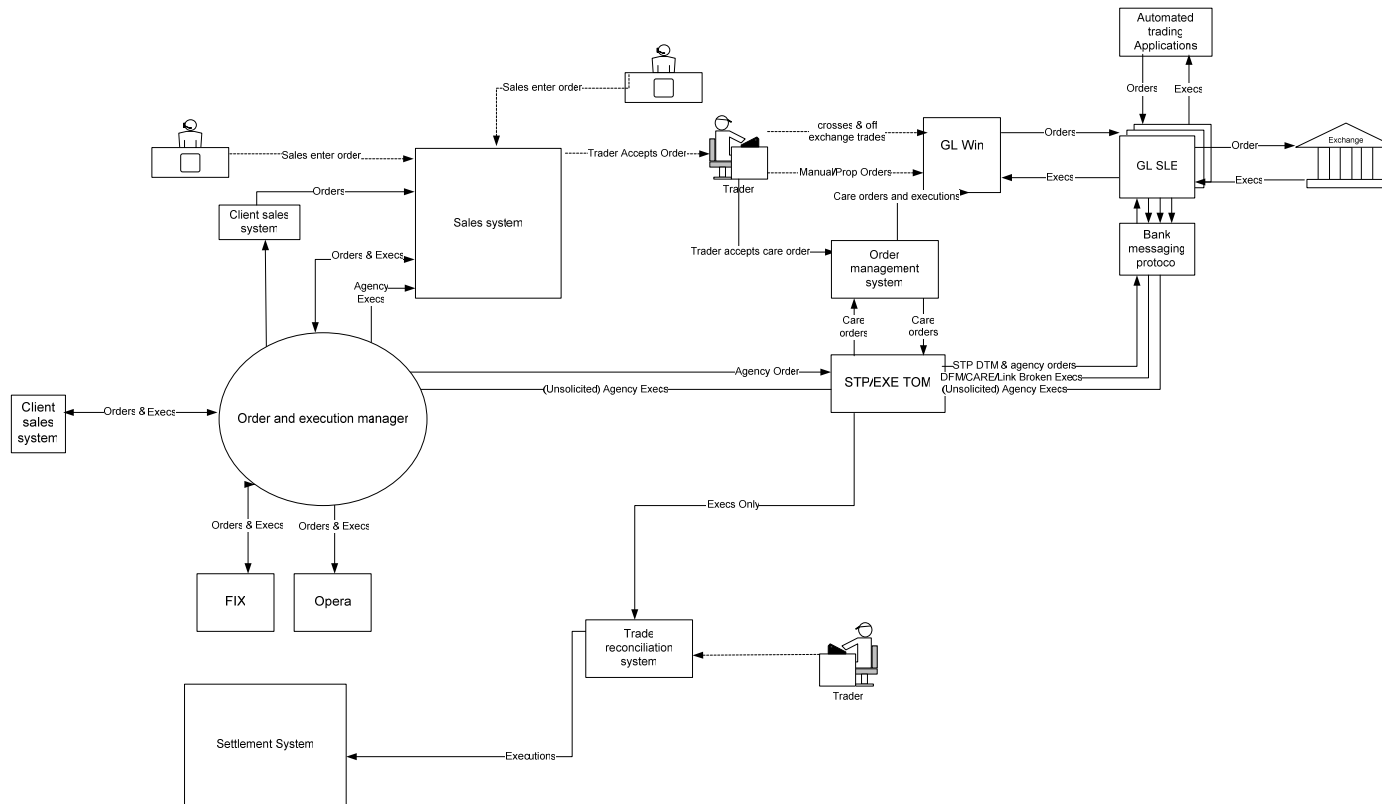 Automated
trading
Applications
Sales enter order
Orders
Execs
crosses & off
exchange trades
GL Win
Orders
Exchange
Order
Sales enter order
Trader Accepts Order
GL SLE
Manual/Prop Orders
Execs
Execs
Trader
Orders
Care orders and executions
Client sales
system
Sales system
Bank
messaging
protoco
Trader accepts care order
Order
management
system
Orders & Execs
Agency
Execs
Care
orders
Care
orders
STP DTM & agency orders
Agency Order
DFM/CARE/Link Broken Execs
STP/EXE TOM
(Unsolicited) Agency Execs
(Unsolicited) Agency Execs
Client
sales
system
Orders & Execs
Order and execution manager
Execs Only
Orders & Execs
Orders & Execs
FIX
Opera
Trade
reconciliation
system
Trader
Settlement System
Executions